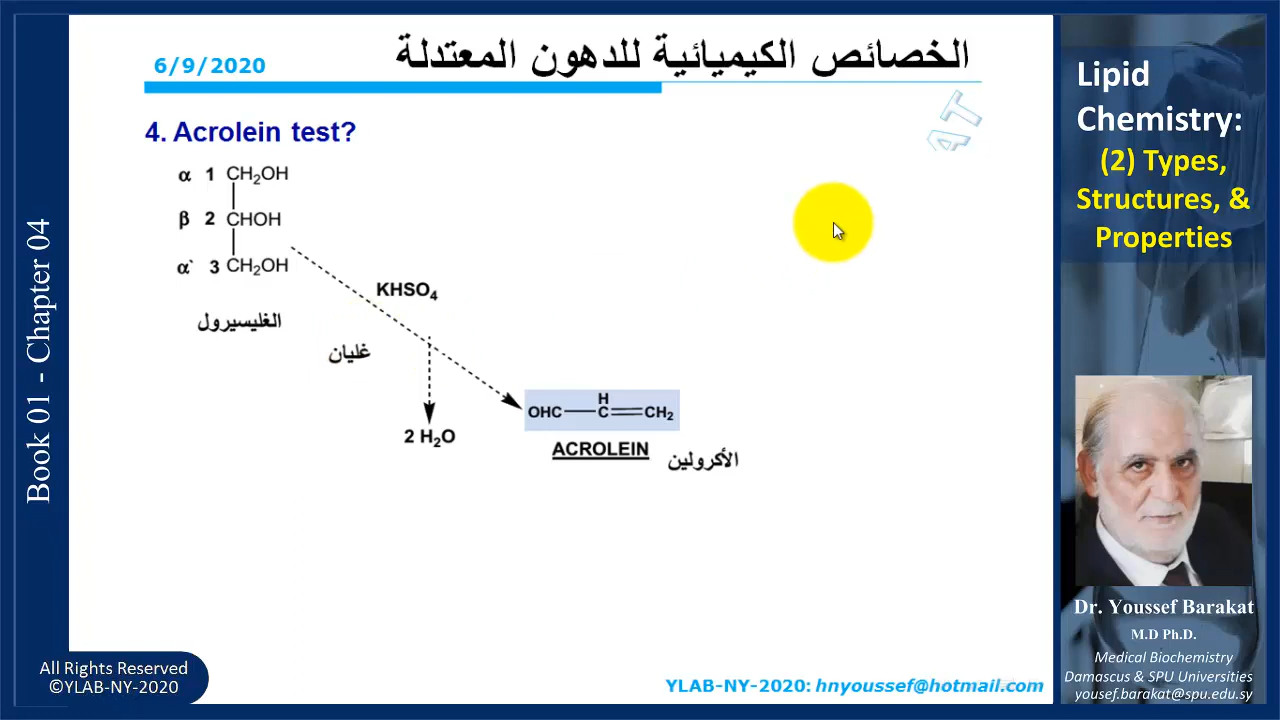 الخصائص الكيميائية للدهون المعتدلة
6/9/2020
4. Acrolein test?
α 1 CH₂OH
β 2 CHOH
α` 3 CH₂OH
KHSO₄
الغليسيرول
غليان
2 H₂O
H
OHC—C=CH₂
ACROLEIN
الأكرولين
AT
Lipid
Chemistry:
(2) Types,
Structures, &
Properties
Dr. Youssef Barakat
M.D Ph.D.
Medical Biochemistry
Damascus & SPU Universities
yousef.barakat@spu.edu.sy
Book 01 - Chapter 04
All Rights Reserved
©YLAB-NY-2020
YLAB-NY-2020: hnyoussef@hotmail.com